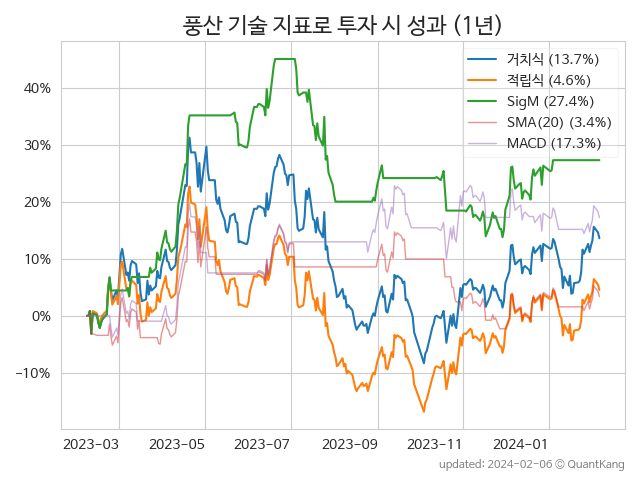 풍산 기술 지표로 투자 시 성과 (1년)
거치식 (13.7%)
적립식 (4.6%)
SigM (27.4%)
SMA(20) (3.4%)
MACD (17.3%)
40%
30%
20%
10%
0%
−10%
2023-03 2023-05 2023-07 2023-09 2023-11 2024-01
updated: 2024-02-06 © QuantKang